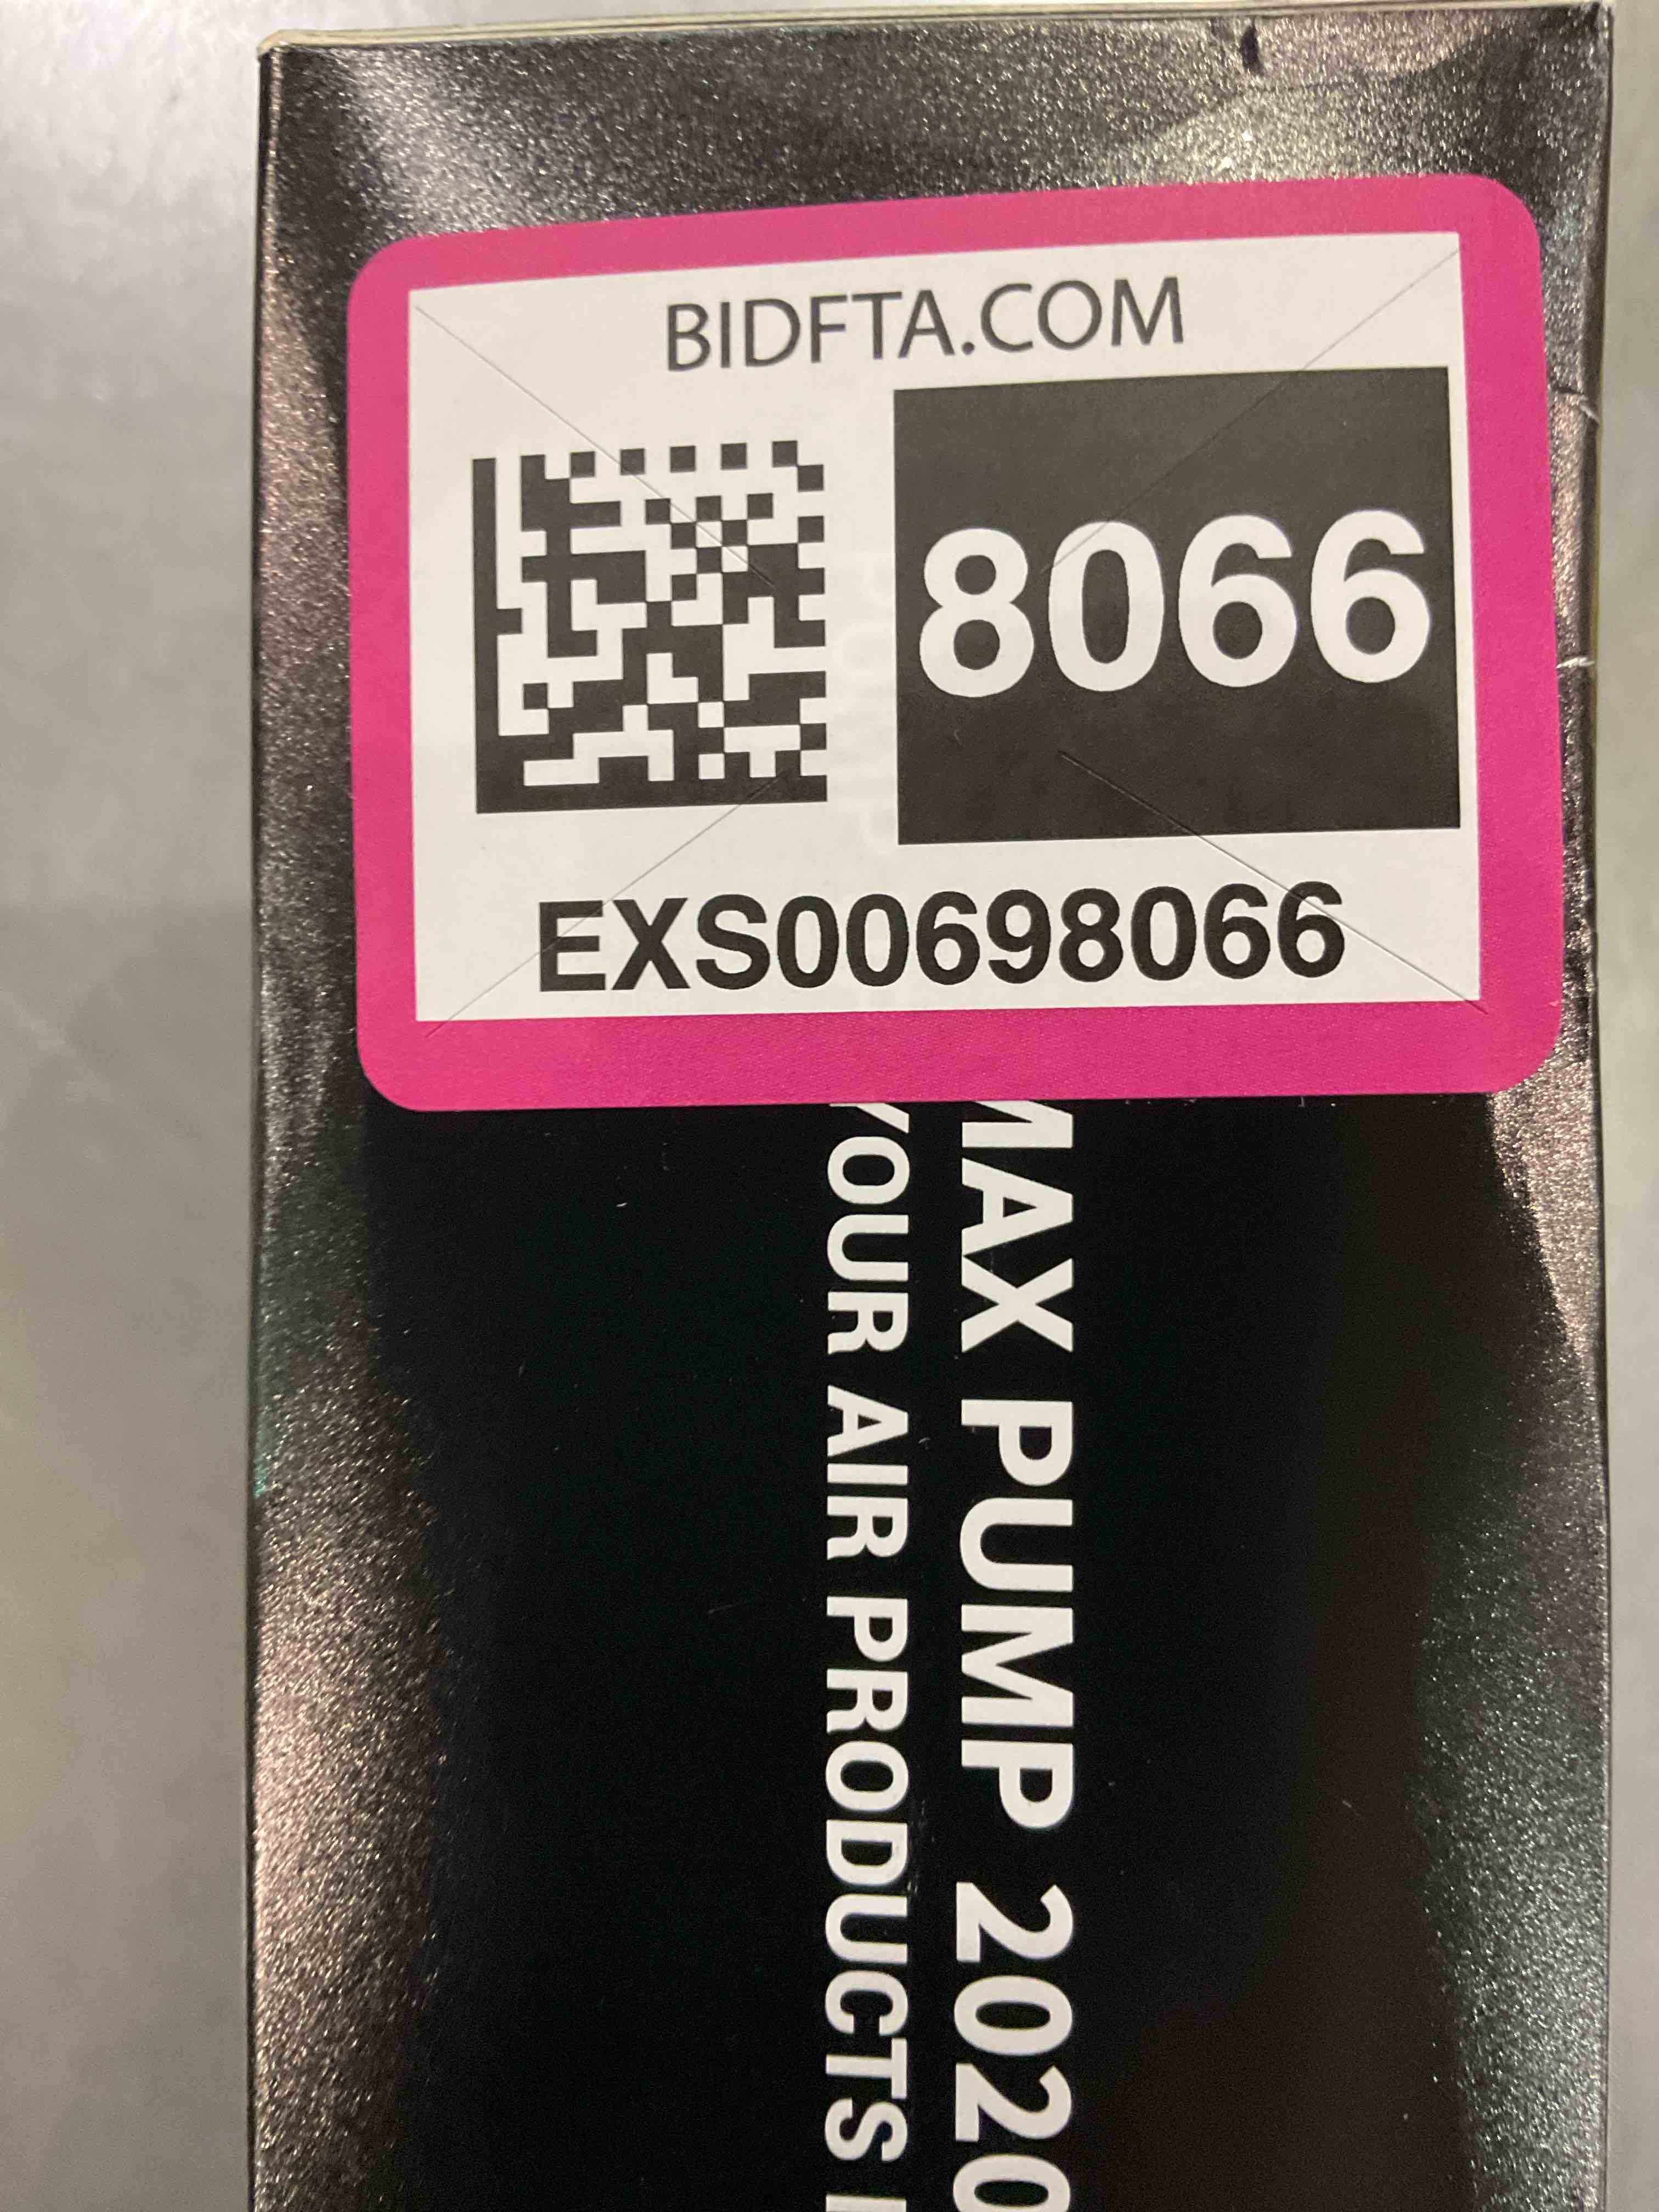 BIDFTA.COM
8066
EXS00698066
MAX PUMP 2020
YOUR AIR PRODUCTS